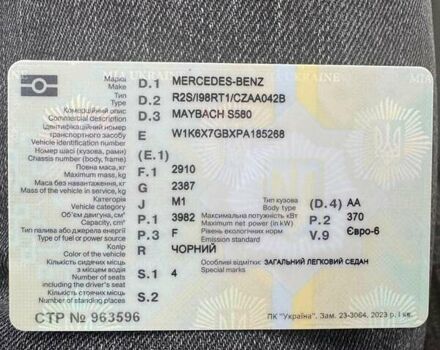 Марка
Make D.1 MERCEDES-BENZ
Тип
Type D.2 R2S/I98RT1/CZAA042B
Комерційний опис
Commercial description D.3 MAYBACH S580
Ідентифікаційний номер
транспортного засобу
Vehicle identification number E W1K6X7GBXPA185268
Номер шасі (кузова, рами)
Chassis number (body, frame) (E.1)
Повна маса, кг
Maximum mass, kg F.1 2910
Маса без навантаження, кг
Mass of the vehicle in service, kg G 2387
Категорія
Vehicle category J M1 Тип кузова
Body type (D.4) AA
Об'єм двигуна, см³
Capacity, cm³ P.1 3982 Максимальна потужність кВт
Maximum net power (in kW) P.2 370
Тип палива або джерела енергії
Type of fuel or power source P.3 F Рівень екологічних норм
Emission standard V.9 Євро-6
Колір
Color of the vehicle R ЧОРНИЙ
Кількість сидячих місць
з місцем водія
Number of seats
including the driver's seat S.1 4 Особливі відмітки: ЗАГАЛЬНИЙ ЛЕГКОВИЙ СЕДАН
Special marks
Кількість стоячих місць
Number of standing places S.2
СТР № 963596
ПК "Україна". Зам. 23-3064, 2023 р. І кв.